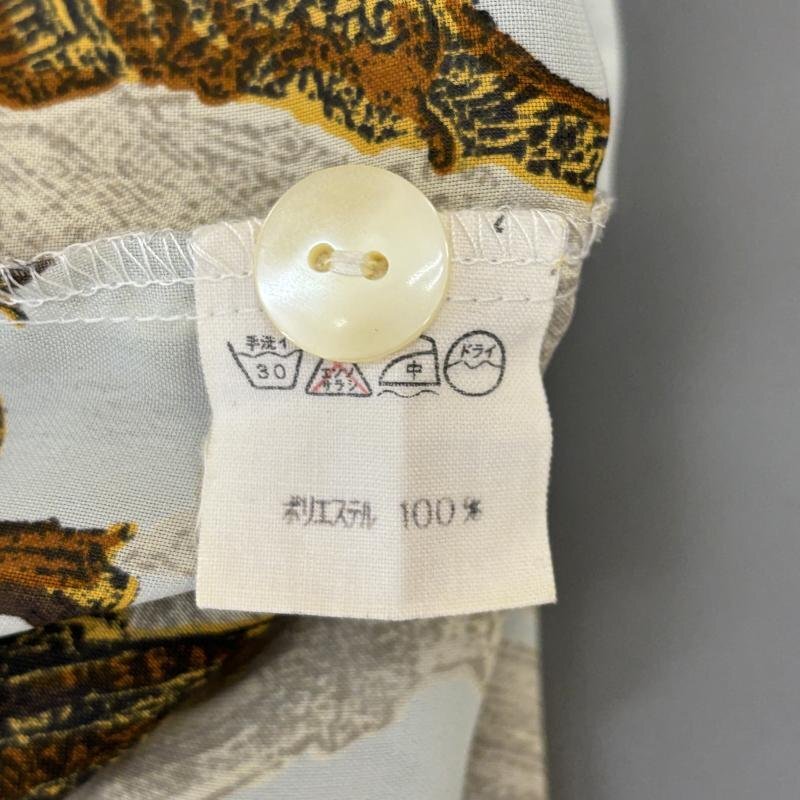 手洗イ
30
エンソ
サラシ
中
ドライ
ポリエステル 100%